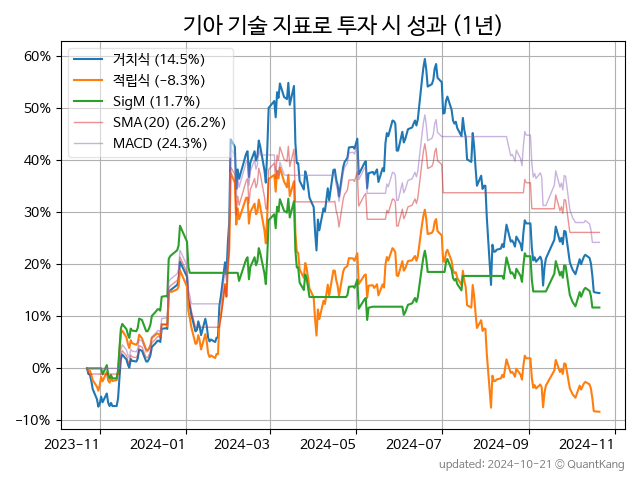 기아 기술 지표로 투자 시 성과 (1년)
거치식 (14.5%)
적립식 (−8.3%)
SigM (11.7%)
SMA(20) (26.2%)
MACD (24.3%)
60%
50%
40%
30%
20%
10%
0%
−10%
2023-11 2024-01 2024-03 2024-05 2024-07 2024-09 2024-11
updated: 2024-10-21 © QuantKang